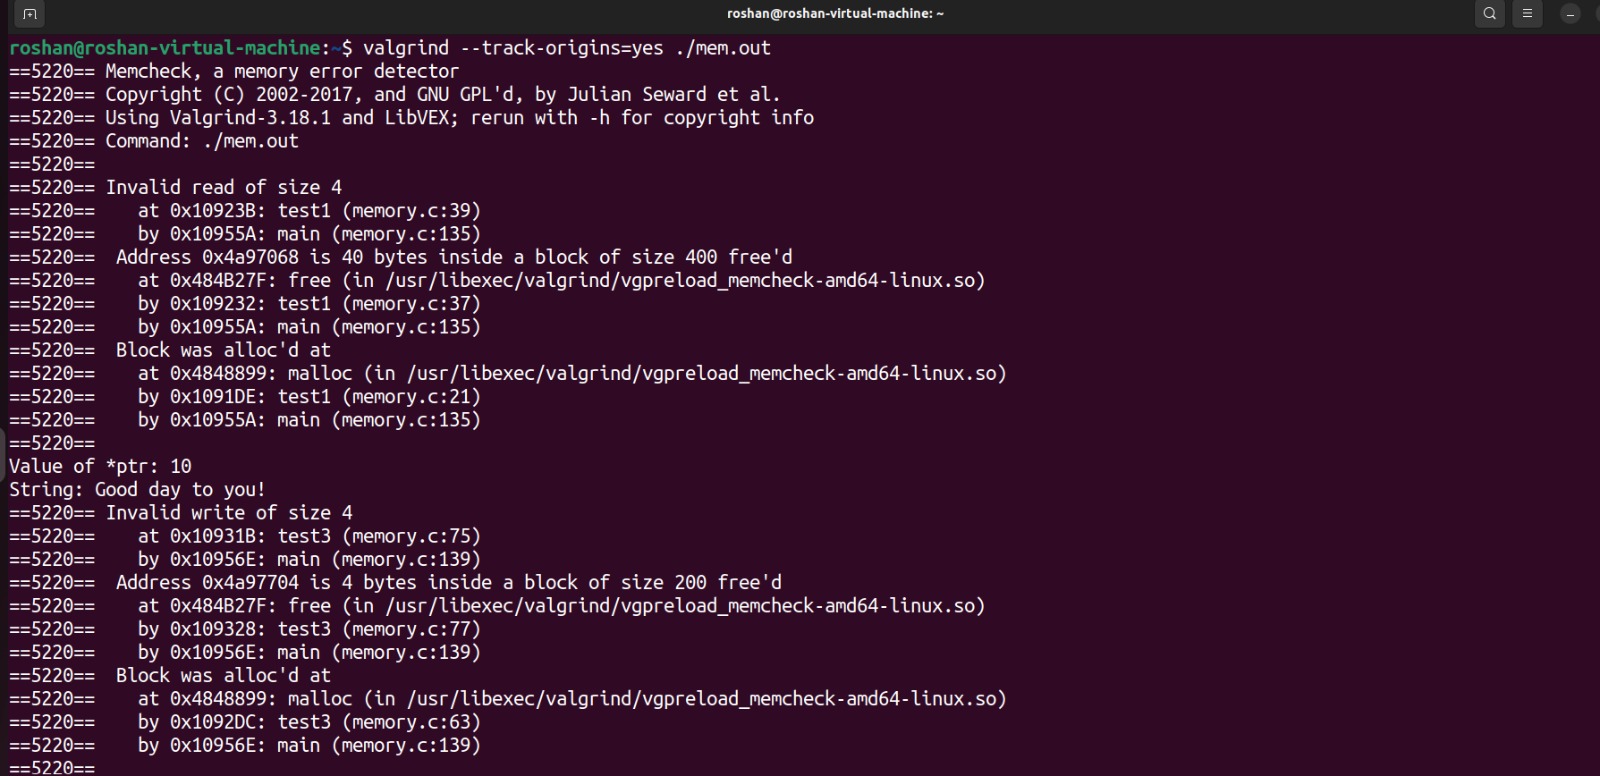 roshan@roshan-virtual-machine: ~
roshan@roshan-virtual-machine:~$ valgrind --track-origins=yes ./mem.out
==5220== Memcheck, a memory error detector
==5220== Copyright (C) 2002-2017, and GNU GPL'd, by Julian Seward et al.
==5220== Using Valgrind-3.18.1 and LibVEX; rerun with -h for copyright info
==5220== Command: ./mem.out
==5220==
==5220== Invalid read of size 4
==5220==    at 0x10923B: test1 (memory.c:39)
==5220==    by 0x10955A: main (memory.c:135)
==5220==  Address 0x4a97068 is 40 bytes inside a block of size 400 free'd
==5220==    at 0x484B27F: free (in /usr/libexec/valgrind/vgpreload_memcheck-amd64-linux.so)
==5220==    by 0x109232: test1 (memory.c:37)
==5220==    by 0x10955A: main (memory.c:135)
==5220==  Block was alloc'd at
==5220==    at 0x4848899: malloc (in /usr/libexec/valgrind/vgpreload_memcheck-amd64-linux.so)
==5220==    by 0x1091DE: test1 (memory.c:21)
==5220==    by 0x10955A: main (memory.c:135)
==5220==
Value of *ptr: 10
String: Good day to you!
==5220== Invalid write of size 4
==5220==    at 0x10931B: test3 (memory.c:75)
==5220==    by 0x10956E: main (memory.c:139)
==5220==  Address 0x4a97704 is 4 bytes inside a block of size 200 free'd
==5220==    at 0x484B27F: free (in /usr/libexec/valgrind/vgpreload_memcheck-amd64-linux.so)
==5220==    by 0x109328: test3 (memory.c:77)
==5220==    by 0x10956E: main (memory.c:139)
==5220==  Block was alloc'd at
==5220==    at 0x4848899: malloc (in /usr/libexec/valgrind/vgpreload_memcheck-amd64-linux.so)
==5220==    by 0x1092DC: test3 (memory.c:63)
==5220==    by 0x10956E: main (memory.c:139)
==5220==